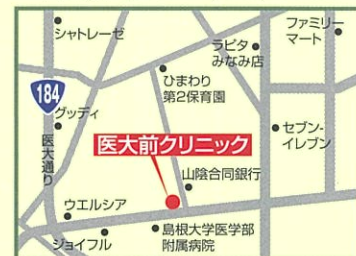 シャトレーゼ
ファミリー
マート
ラピタ
みなみ店
ひまわり
第2保育園
184
グッディ
医大通り
セブン-
イレブン
医大前クリニック
山陰合同銀行
ウエルシア
ジョイフル
島根大学医学部
附属病院